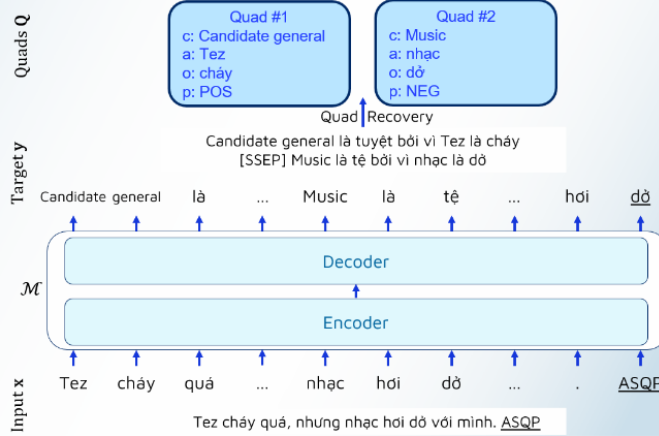 Quads Q
Quad #1
c: Candidate general
a: Tez
o: cháy
p: POS
Quad #2
c: Music
a: nhạc
o: dở
p: NEG
Quad Recovery
Target y
Candidate general là tuyệt bởi vì Tez là cháy
[SSEP] Music là tệ bởi vì nhạc là dở
Candidate general là ... Music là tệ ... hơi dở
M
Decoder
Encoder
Input x
Tez cháy quá ... nhạc hơi dở ... . ASQP
Tez cháy quá, nhưng nhạc hơi dở với mình. ASQP